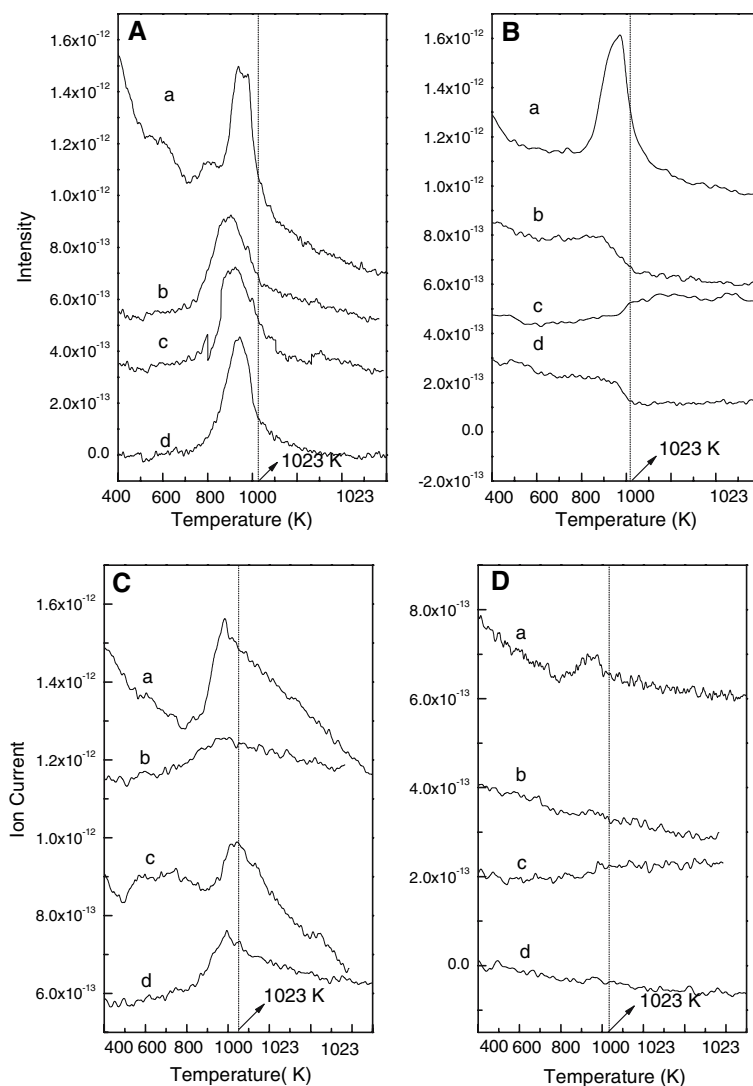 A
1.6x10-12
a
1.4x10-12
1.2x10-12
1.0x10-12
Intensity
8.0x10-13
b
6.0x10-13
c
4.0x10-13
2.0x10-13
d
0.0
1023 K
400 600 800 1000 1023
Temperature (K)
B
1.6x10-12
1.4x10-12
a
1.2x10-12
1.0x10-12
b
8.0x10-13
6.0x10-13
c
4.0x10-13
d
2.0x10-13
0.0
1023 K
-2.0x10-13
400 600 800 1000 1023
Temperature (K)
C
1.6x10-12
a
1.4x10-12
b
1.2x10-12
Ion Current
1.0x10-12
c
8.0x10-13
d
6.0x10-13
1023 K
400 600 800 1000 1023
Temperature( K)
D
8.0x10-13
a
6.0x10-13
b
4.0x10-13
c
2.0x10-13
d
0.0
1023 K
400 600 800 1000 1023
Temperature (K)